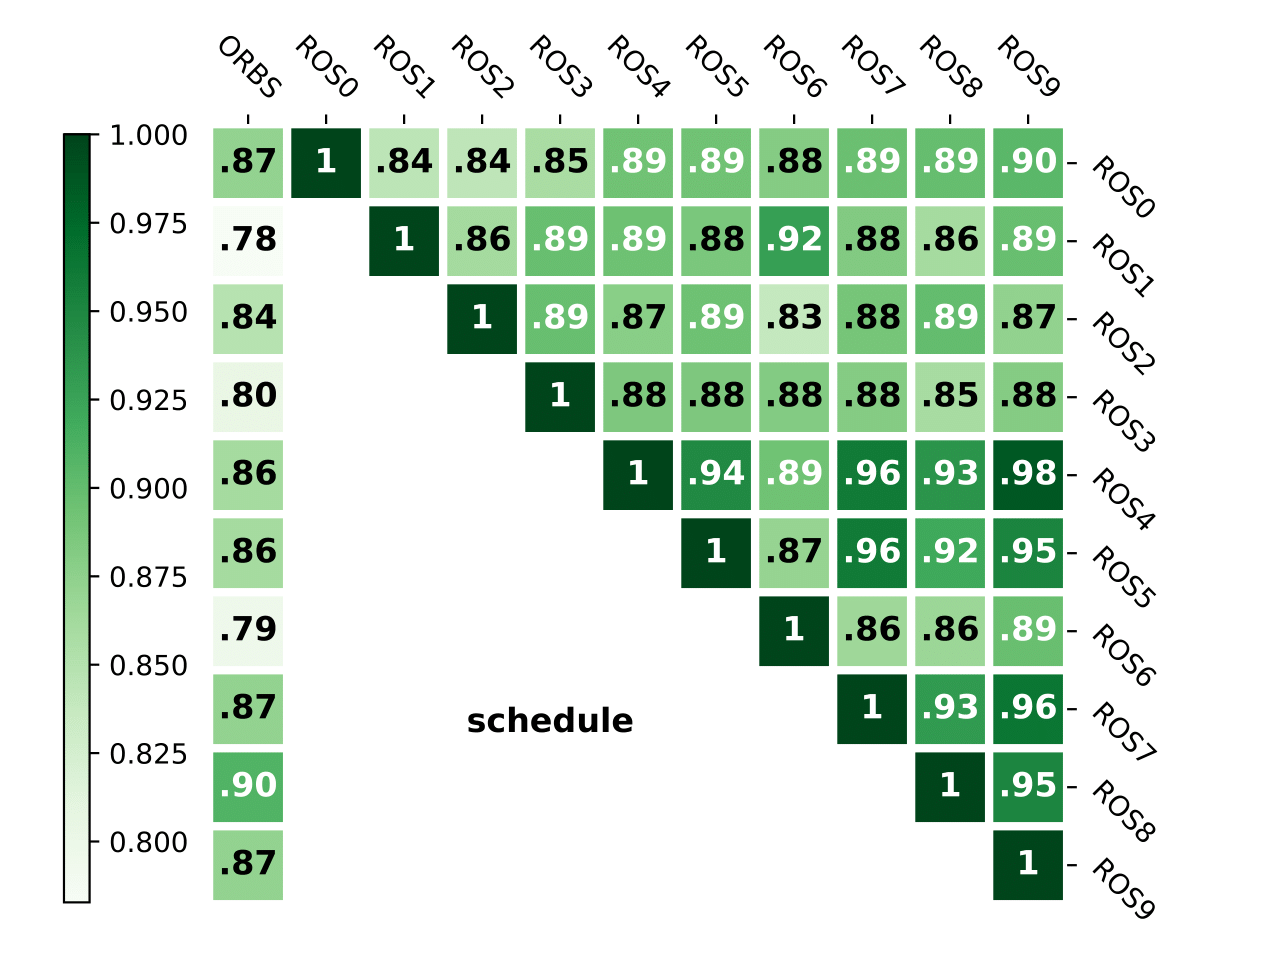 ORBS ROS0 ROS1 ROS2 ROS3 ROS4 ROS5 ROS6 ROS7 ROS8 ROS9
1.000
0.975
0.950
0.925
0.900
0.875
0.850
0.825
0.800
.87 1 .84 .84 .85 .89 .89 .88 .89 .89 .90 ROS0
.78 1 .86 .89 .89 .88 .92 .88 .86 .89 ROS1
.84 1 .89 .87 .89 .83 .88 .89 .87 ROS2
.80 1 .88 .88 .88 .88 .85 .88 ROS3
.86 1 .94 .89 .96 .93 .98 ROS4
.86 1 .87 .96 .92 .95 ROS5
.79 1 .86 .86 .89 ROS6
.87 1 .93 .96 ROS7
schedule
.90 1 .95 ROS8
.87 1 ROS9